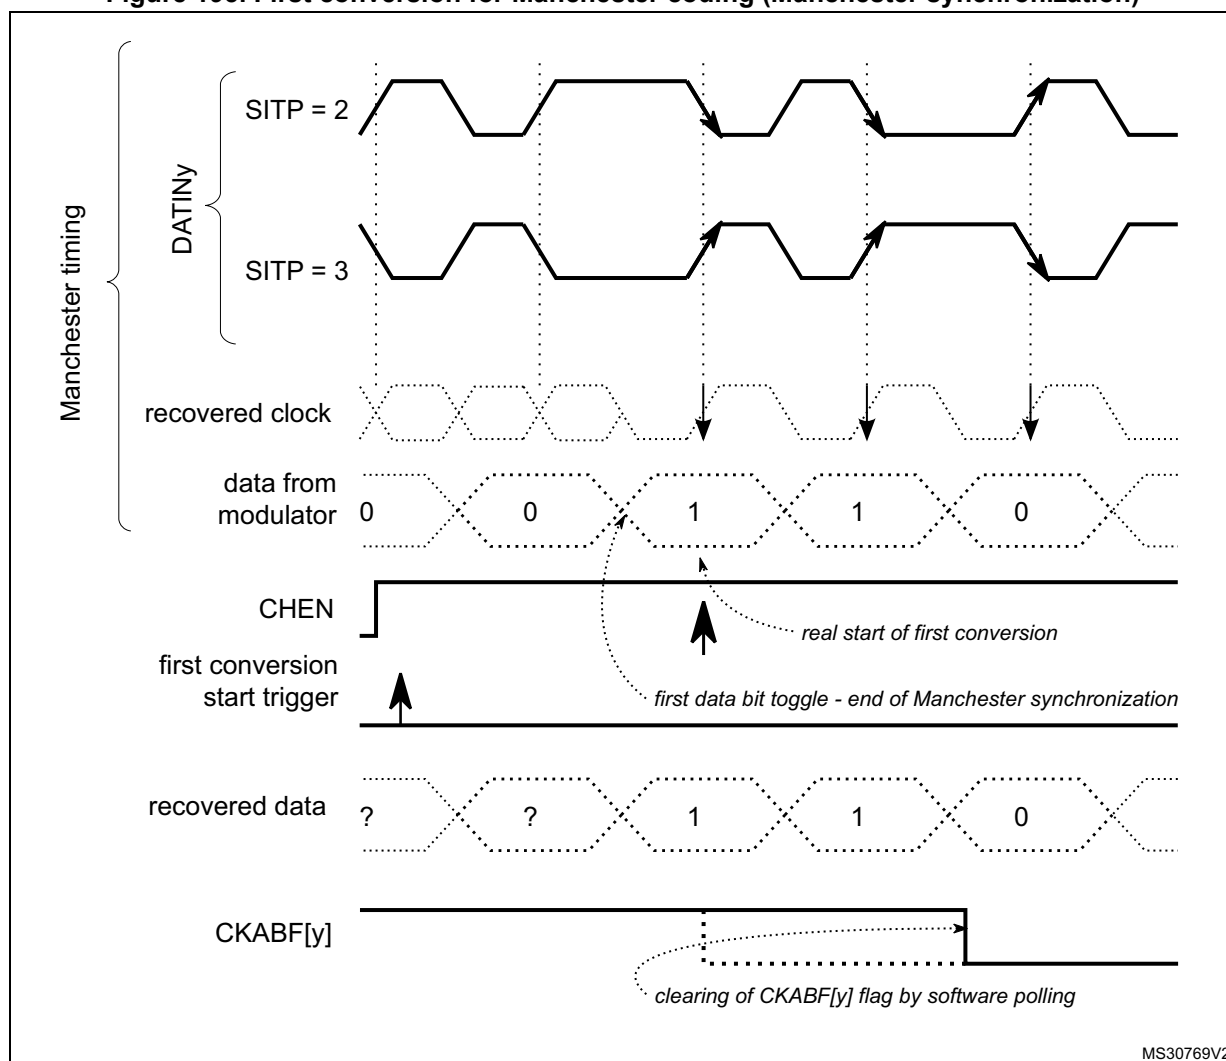 SITP = 2
DATINy
Manchester timing
SITP = 3
recovered clock
data from
modulator
0 0 1 1 0
CHEN
real start of first conversion
first conversion
start trigger
first data bit toggle - end of Manchester synchronization
recovered data
? ? 1 1 0
CKABF[y]
clearing of CKABF[y] flag by software polling
MS30769V2